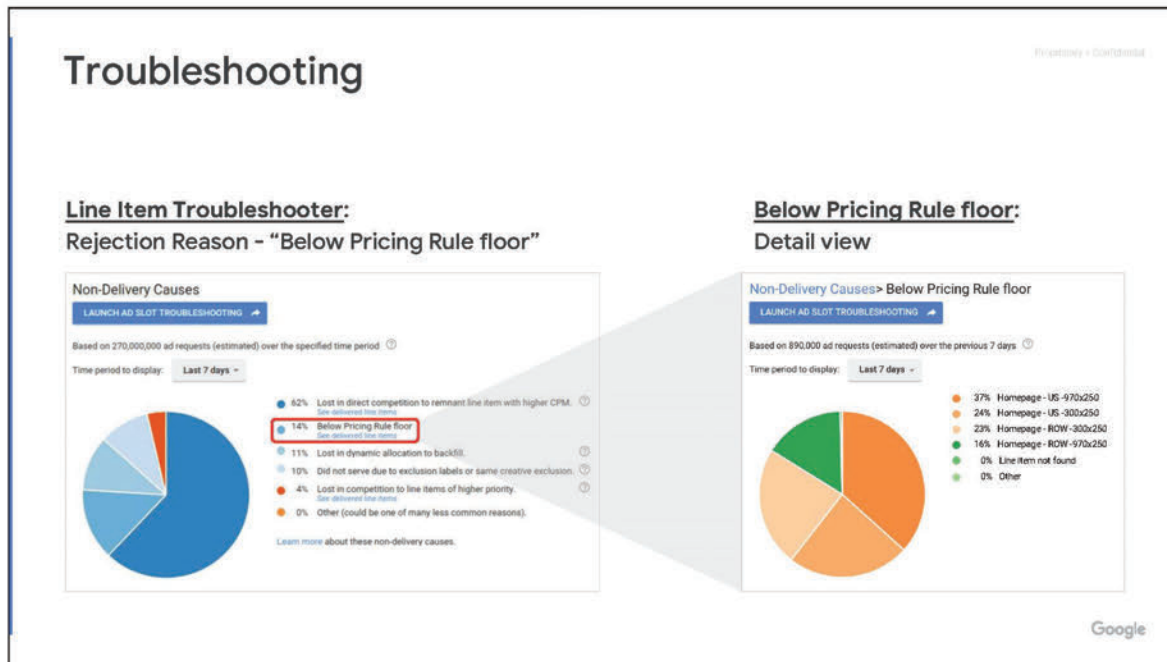 Proprietary + Confidential
Troubleshooting
Line Item Troubleshooter:
Rejection Reason - “Below Pricing Rule floor”
Non-Delivery Causes
LAUNCH AD SLOT TROUBLESHOOTING
Based on 270,000,000 ad requests (estimated) over the specified time period
Time period to display: Last 7 days
62% Lost in direct competition to remnant line item with higher CPM.
See delivered line items
14% Below Pricing Rule floor
See delivered line items
11% Lost in dynamic allocation to backfill.
10% Did not serve due to exclusion labels or same creative exclusion.
4% Lost in competition to line items of higher priority.
See delivered line items
0% Other (could be one of many less common reasons).
Learn more about these non-delivery causes.
Below Pricing Rule floor:
Detail view
Non-Delivery Causes> Below Pricing Rule floor
LAUNCH AD SLOT TROUBLESHOOTING
Based on 890,000 ad requests (estimated) over the previous 7 days
Time period to display: Last 7 days
37% Homepage - US -970x250
24% Homepage - US -300x250
23% Homepage - ROW -300x250
16% Homepage - ROW -970x250
0% Line item not found
0% Other
Google